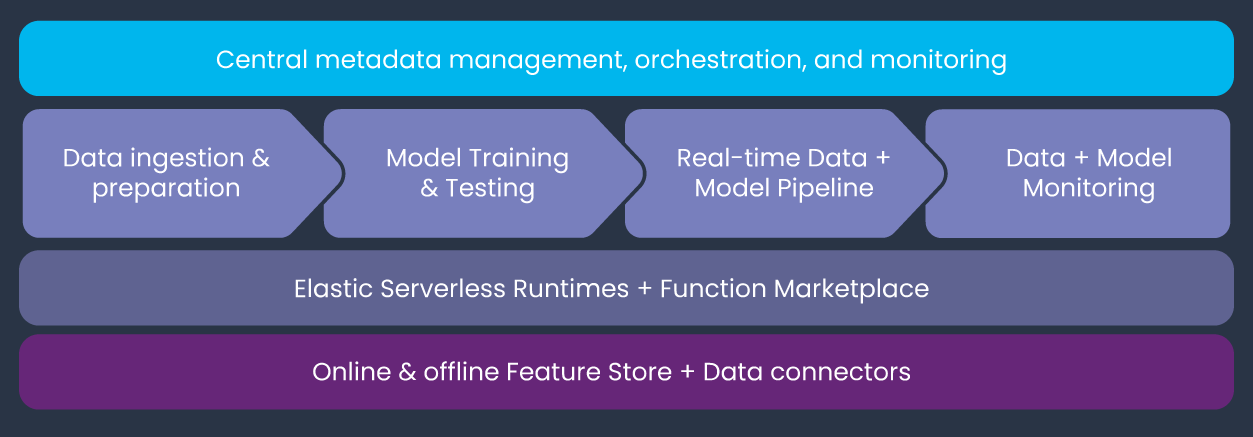 Central metadata management, orchestration, and monitoring
Data ingestion &
preparation
Model Training
& Testing
Real-time Data +
Model Pipeline
Data + Model
Monitoring
Elastic Serverless Runtimes + Function Marketplace
Online & offline Feature Store + Data connectors